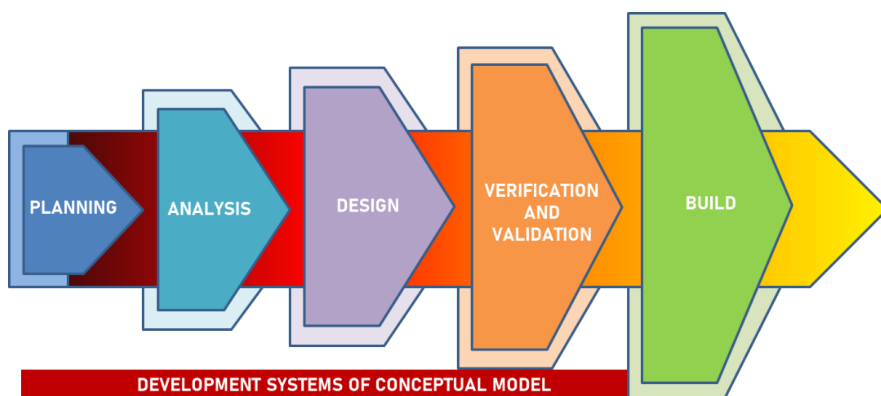 PLANNING
ANALYSIS
DESIGN
VERIFICATION
AND
VALIDATION
BUILD
DEVELOPMENT SYSTEMS OF CONCEPTUAL MODEL